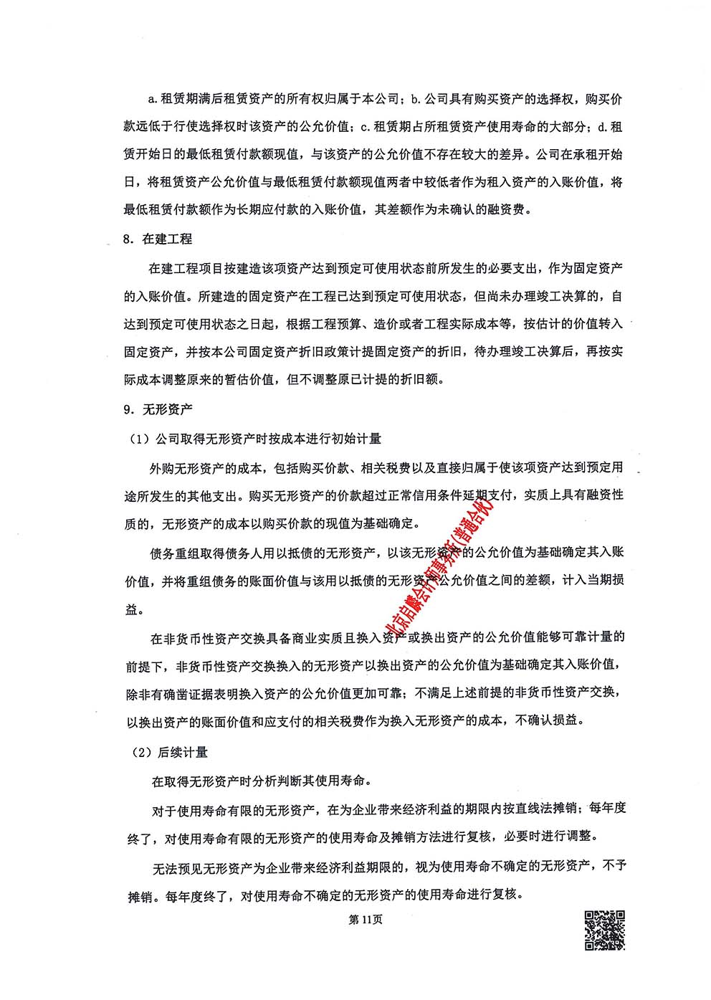 a.租赁期满后租赁资产的所有权归属于本公司；b.公司具有购买资产的选择权，购买价
款远低于行使选择权时该资产的公允价值；c.租赁期占所租赁资产使用寿命的大部分；d.租
赁开始日的最低租赁付款额现值，与该资产的公允价值不存在较大的差异。公司在承租开始
日，将租赁资产公允价值与最低租赁付款额现值两者中较低者作为租入资产的入账价值，将
最低租赁付款额作为长期应付款的入账价值，其差额作为未确认的融资费。
8．在建工程
在建工程项目按建造该项资产达到预定可使用状态前所发生的必要支出，作为固定资产
的入账价值。所建造的固定资产在工程已达到预定可使用状态，但尚未办理竣工决算的，自
达到预定可使用状态之日起，根据工程预算、造价或者工程实际成本等，按估计的价值转入
固定资产，并按本公司固定资产折旧政策计提固定资产的折旧，待办理竣工决算后，再按实
际成本调整原来的暂估价值，但不调整原已计提的折旧额。
9．无形资产
（1）公司取得无形资产时按成本进行初始计量
外购无形资产的成本，包括购买价款、相关税费以及直接归属于使该项资产达到预定用
途所发生的其他支出。购买无形资产的价款超过正常信用条件延期支付，实质上具有融资性
质的，无形资产的成本以购买价款的现值为基础确定。
债务重组取得债务人用以抵债的无形资产，以该无形资产的公允价值为基础确定其入账
价值，并将重组债务的账面价值与该用以抵债的无形资产公允价值之间的差额，计入当期损
益。
在非货币性资产交换具备商业实质且换入资产或换出资产的公允价值能够可靠计量的
前提下，非货币性资产交换换入的无形资产以换出资产的公允价值为基础确定其入账价值，
除非有确凿证据表明换入资产的公允价值更加可靠；不满足上述前提的非货币性资产交换，
以换出资产的账面价值和应支付的相关税费作为换入无形资产的成本，不确认损益。
（2）后续计量
在取得无形资产时分析判断其使用寿命。
对于使用寿命有限的无形资产，在为企业带来经济利益的期限内按直线法摊销；每年度
终了，对使用寿命有限的无形资产的使用寿命及摊销方法进行复核，必要时进行调整。
无法预见无形资产为企业带来经济利益期限的，视为使用寿命不确定的无形资产，不予
摊销。每年度终了，对使用寿命不确定的无形资产的使用寿命进行复核。
第 11页
北京启麟会计师事务所(普通合伙)